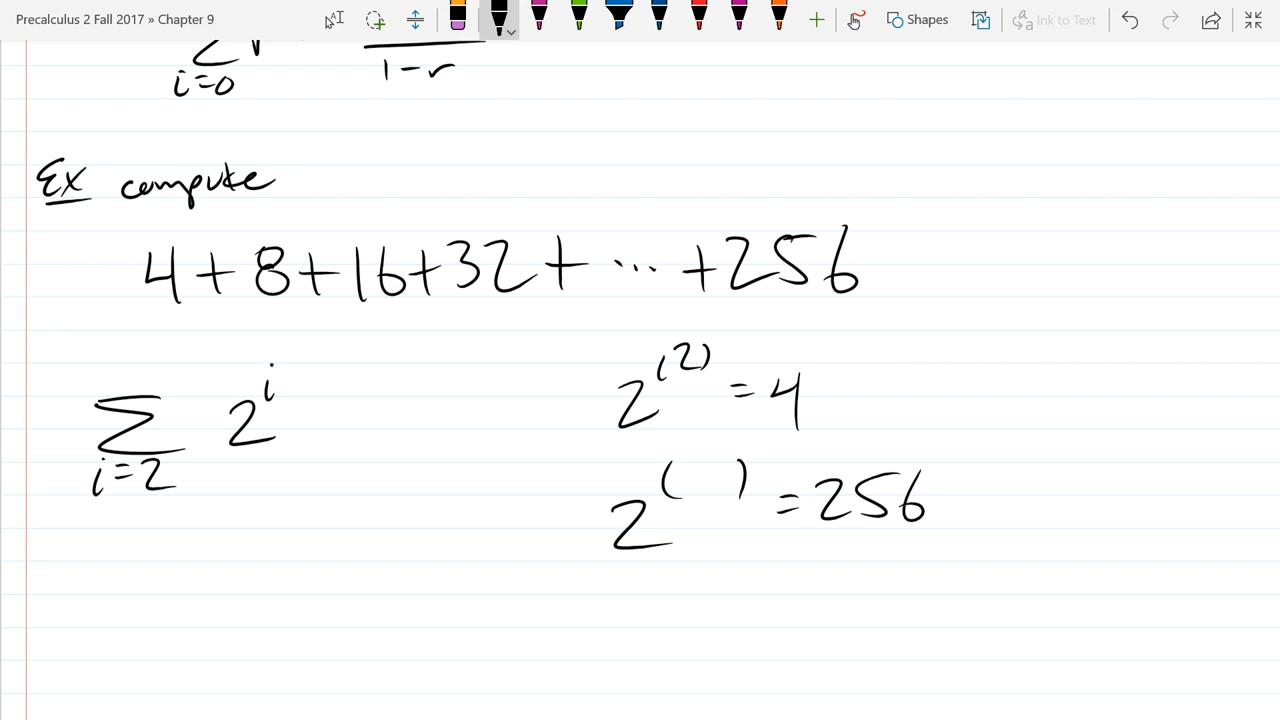 Precalculus 2 Fall 2017 » Chapter 9
Shapes
Ink to Text
∑ r
i=0
1-r
Ex compute
4+8+16+32+ ... +256
∑ 2^i
i=2
2^(2) = 4
2^( ) = 256